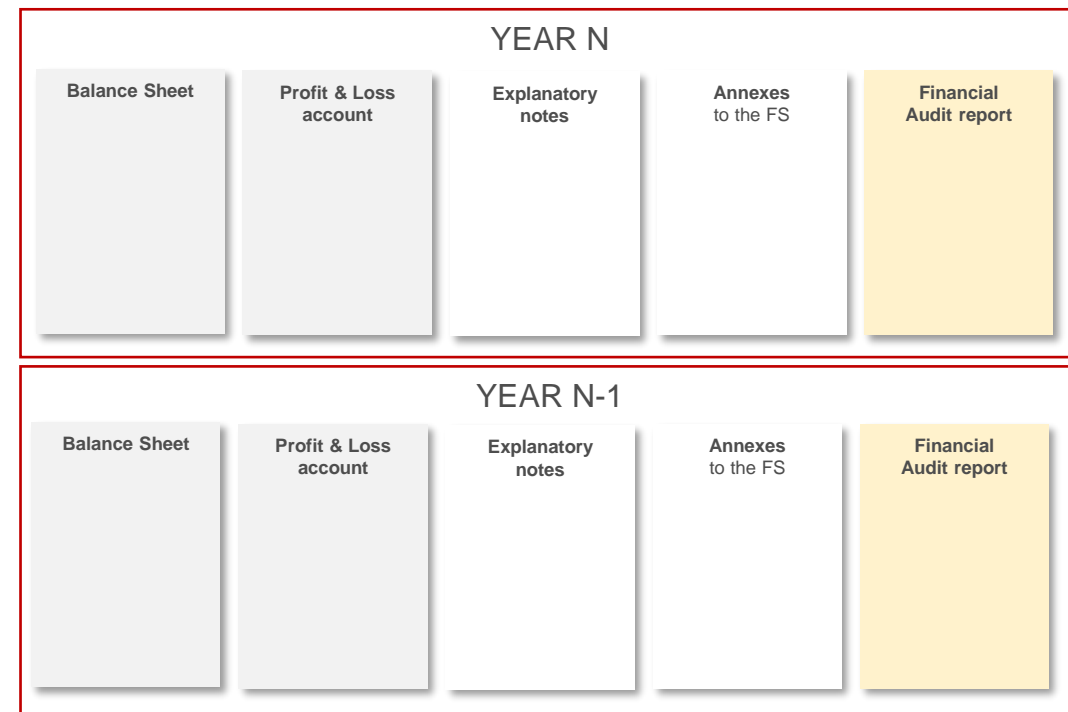 YEAR N
Balance Sheet
Profit & Loss
account
Explanatory
notes
Annexes
to the FS
Financial
Audit report
YEAR N-1
Balance Sheet
Profit & Loss
account
Explanatory
notes
Annexes
to the FS
Financial
Audit report